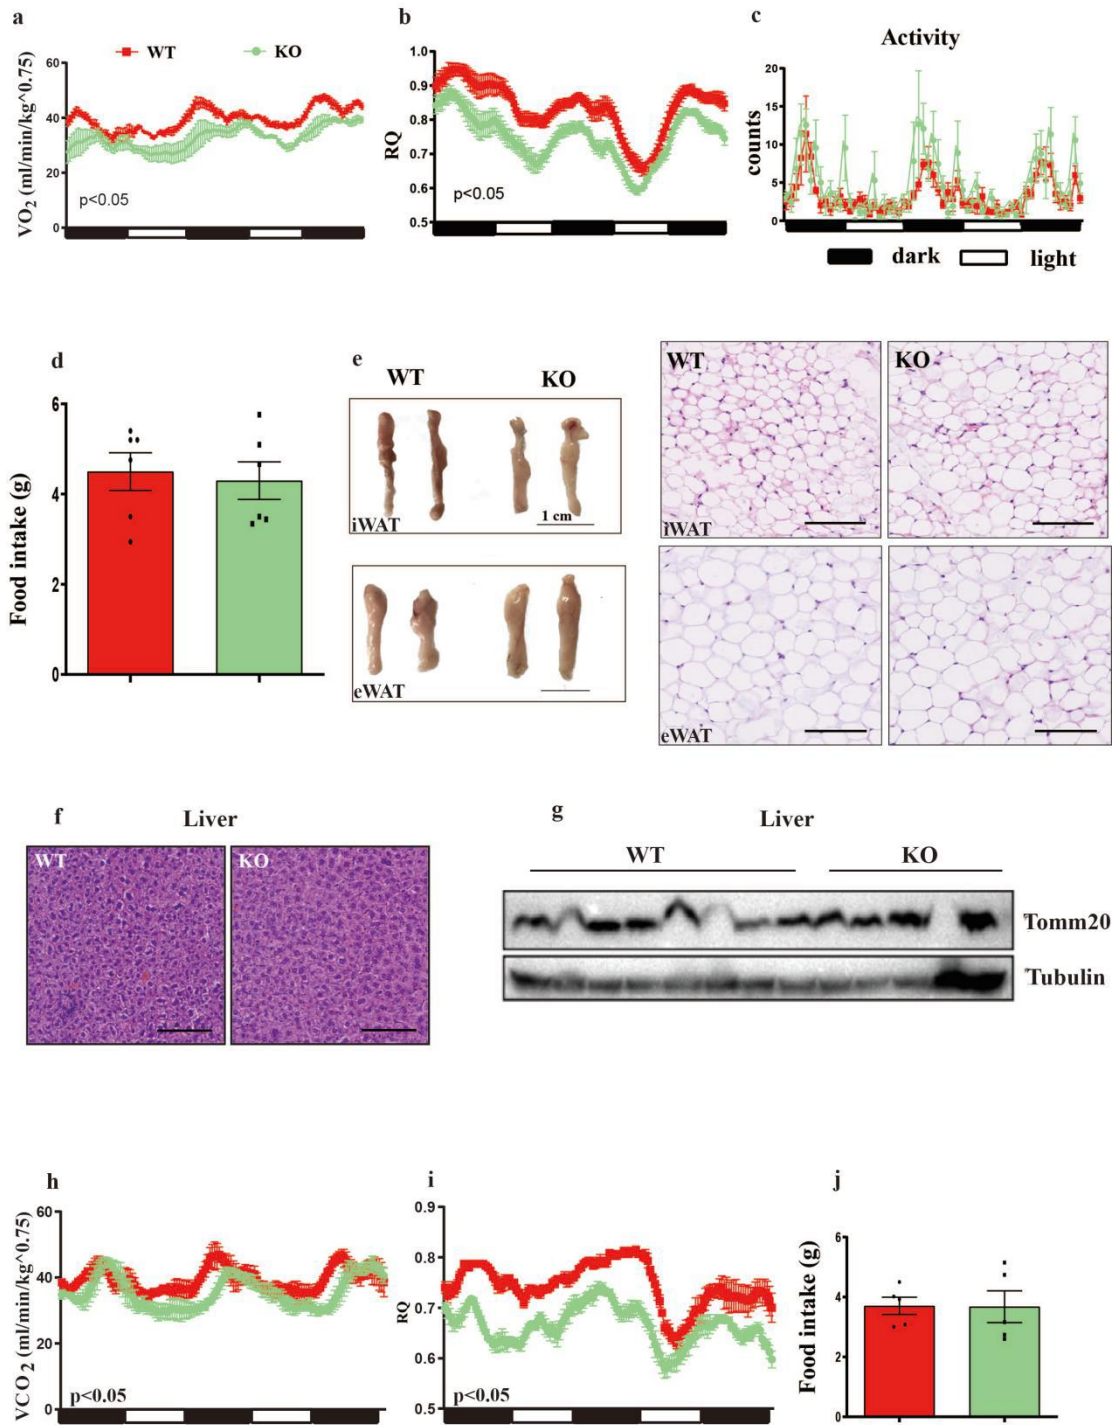 a
WT
KO
VO2 (ml/min/kg^0.75)
60
40
20
0
p<0.05
b
RQ
1.0
0.9
0.8
0.7
0.6
0.5
p<0.05
c
Activity
counts
20
15
10
5
0
dark
light
d
Food intake (g)
6
4
2
0
e
WT
KO
1 cm
iWAT
eWAT
WT
KO
iWAT
eWAT
f
Liver
WT
KO
g
Liver
WT
KO
Tomm20
Tubulin
h
VCO2 (ml/min/kg^0.75)
60
40
20
0
p<0.05
i
RQ
0.9
0.8
0.7
0.6
0.5
p<0.05
j
Food intake (g)
6
4
2
0